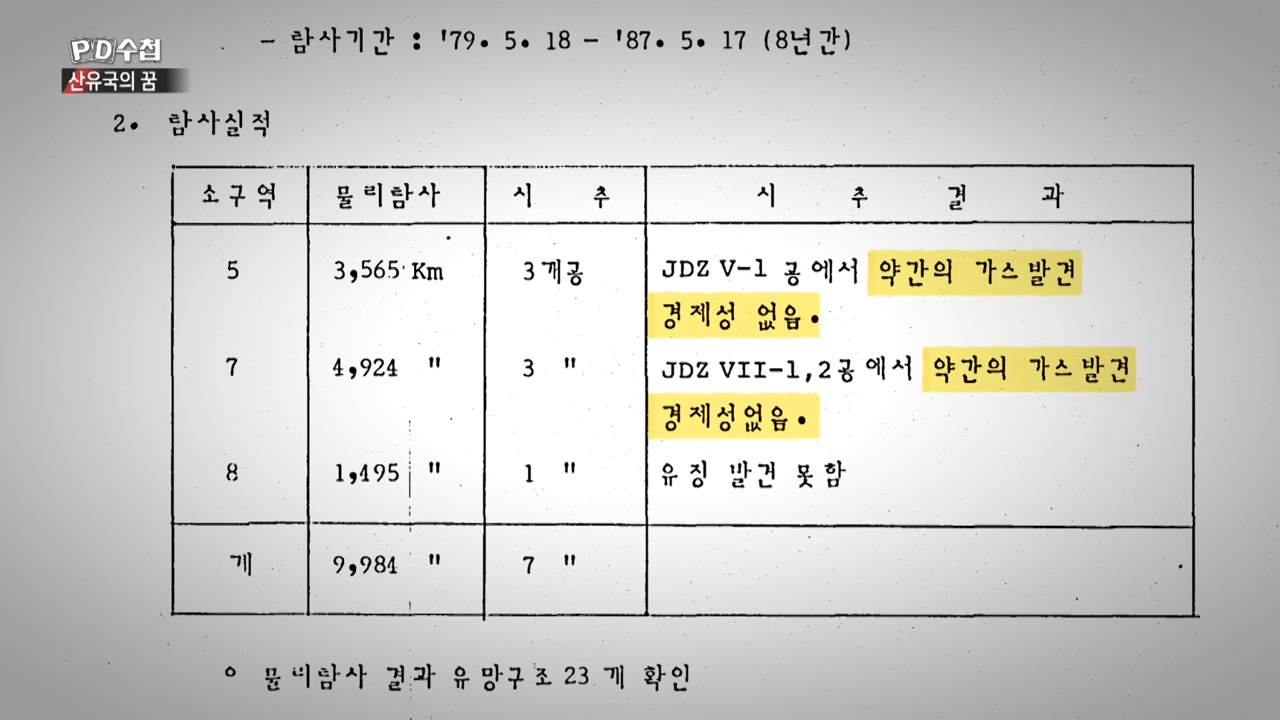 PD수첩
산유국의 꿈
- 탐사기간 : '79. 5. 18 - '87. 5. 17 (8년간)
2. 탐사실적
소구역 물리탐사 시 추 시 추 결 과
5 3,565 Km 3개공 JDZ V-1 공에서 약간의 가스발견
경제성 없음.
7 4,924 " 3 " JDZ VII-1,2공에서 약간의 가스발견
경제성없음.
8 1,495 " 1 " 유징 발견 못함
계 9,984 " 7 "
o 물리탐사 결과 유망구조 23 개 확인